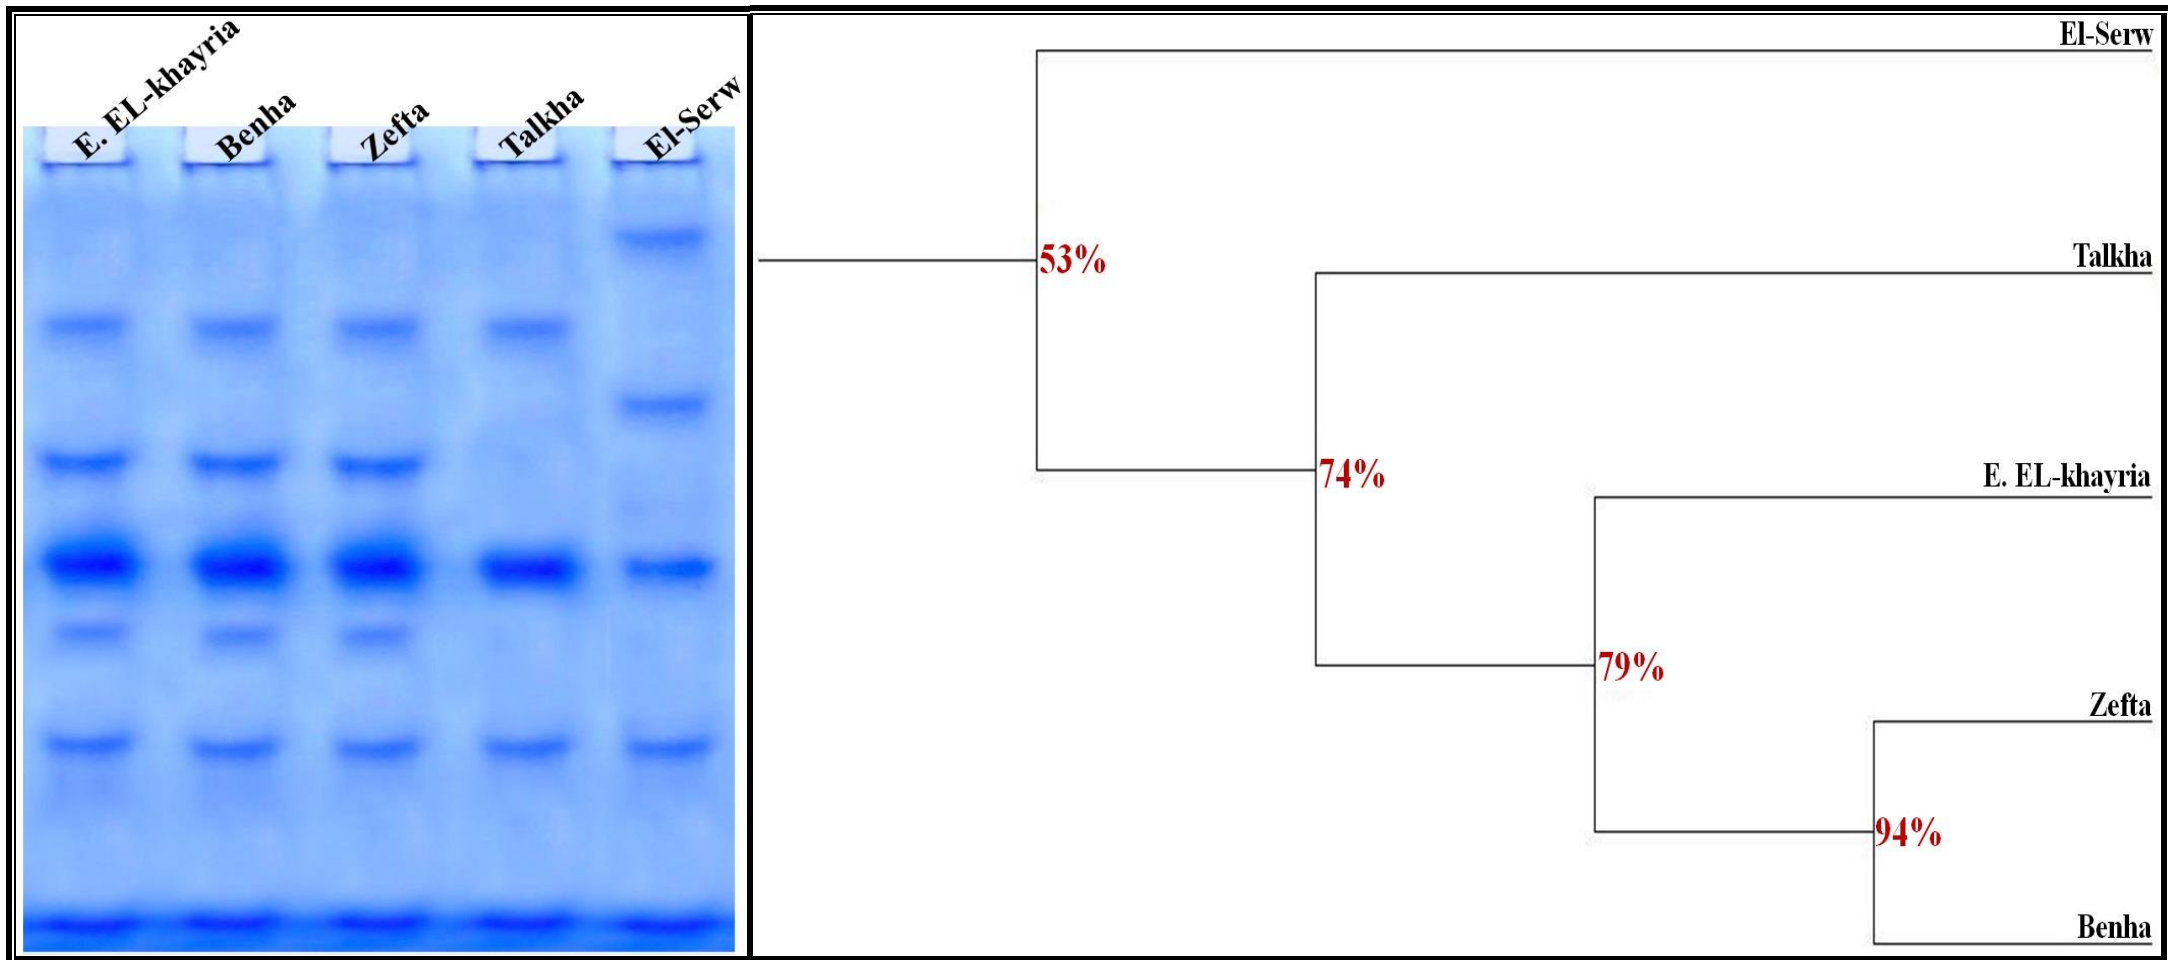 E. EL-khayria
Benha
Zefta
Talkha
El-Serw
El-Serw
53%
Talkha
74%
E. EL-khayria
79%
Zefta
94%
Benha